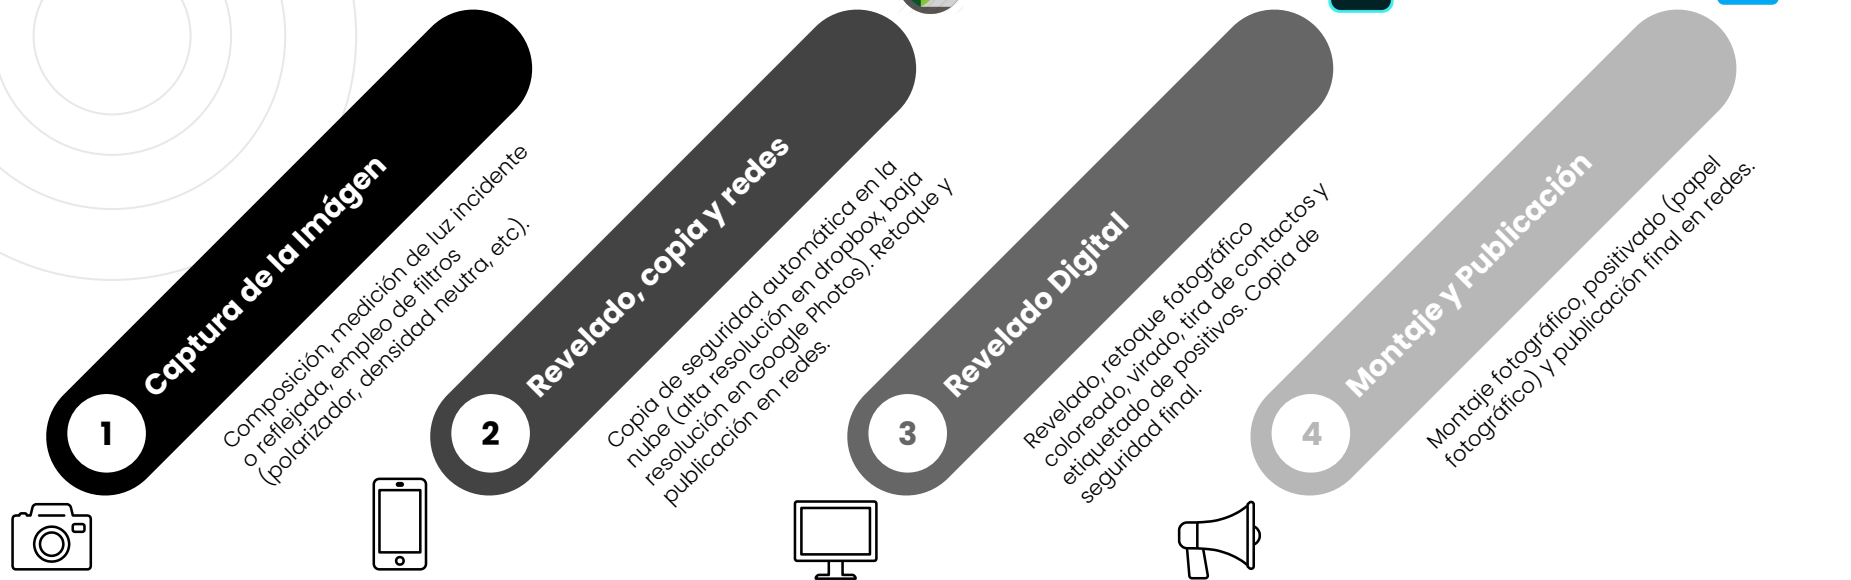 1
Captura de la Imágen
Composición, medición de luz incidente
o reflejada, empleo de filtros
(polarizador, densidad neutra, etc).
2
Revelado, copia y redes
Copia de seguridad automática en la
nube (alta resolución en dropbox, baja
resolución en Google Photos). Retoque y
publicación en redes.
3
Revelado Digital
Revelado, retoque fotográfico
coloreado, virado, tira de contactos y
etiquetado de positivos. Copia de
seguridad final.
4
Montaje y Publicación
Montaje fotográfico, positivado (papel
fotográfico) y publicación final en redes.